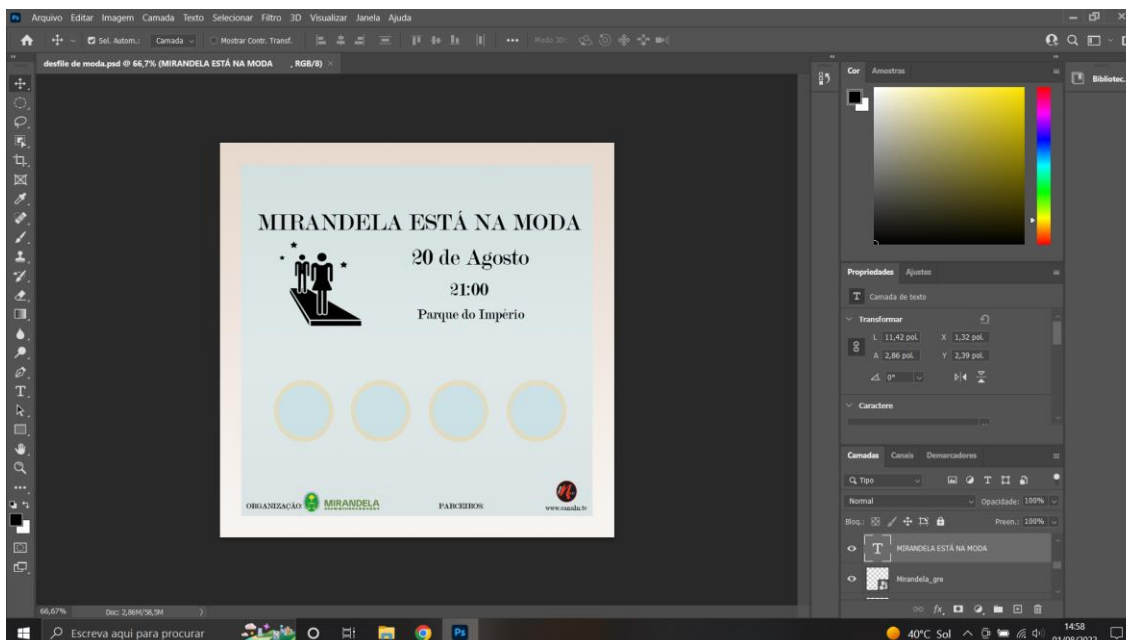 Ps Arquivo Editar Imagem Camada Texto Selecionar Filtro 3D Visualizar Janela Ajuda
Sel. Autom.: Camada Mostrar Contr. Transf. Modo 3D:
desfile de moda.psd @ 66,7% (MIRANDELA ESTÁ NA MODA , RGB/8) ×
Cor Amostras
Bibliotec.
MIRANDELA ESTÁ NA MODA
20 de Agosto
21:00
Parque do Império
ORGANIZAÇÃO: MIRANDELA PARCEIROS: www.canaln.tv
Propriedades Ajustes
T Camada de texto
Transformar
L 11,42 pol. X 1,32 pol.
A 2,86 pol. Y 2,39 pol.
0°
Caractere
Camadas Canais Demarcadores
Tipo
Normal Opacidade: 100%
Bloq.: Preen.: 100%
T MIRANDELA ESTÁ NA MODA
Mirandela_gre
fx
66,67% Doc: 2,86M/58,5M
Escreva aqui para procurar
Ps
40°C Sol
14:58